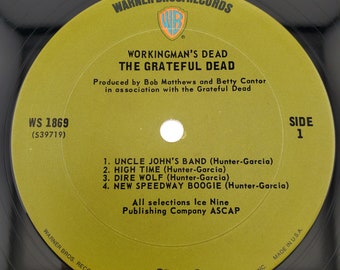 WARNER BROS. RECORDS
WB
WORKINGMAN'S DEAD
THE GRATEFUL DEAD
Produced by Bob Matthews and Betty Cantor
in association with the Grateful Dead
WS 1869
(S39719)
SIDE
1
1. UNCLE JOHN'S BAND (Hunter-Garcia)
2. HIGH TIME (Hunter-Garcia)
3. DIRE WOLF (Hunter-Garcia)
4. NEW SPEEDWAY BOOGIE (Hunter-Garcia)
All selections Ice Nine
Publishing Company ASCAP
WARNER BROS. RECO
MADE IN U.S.A.